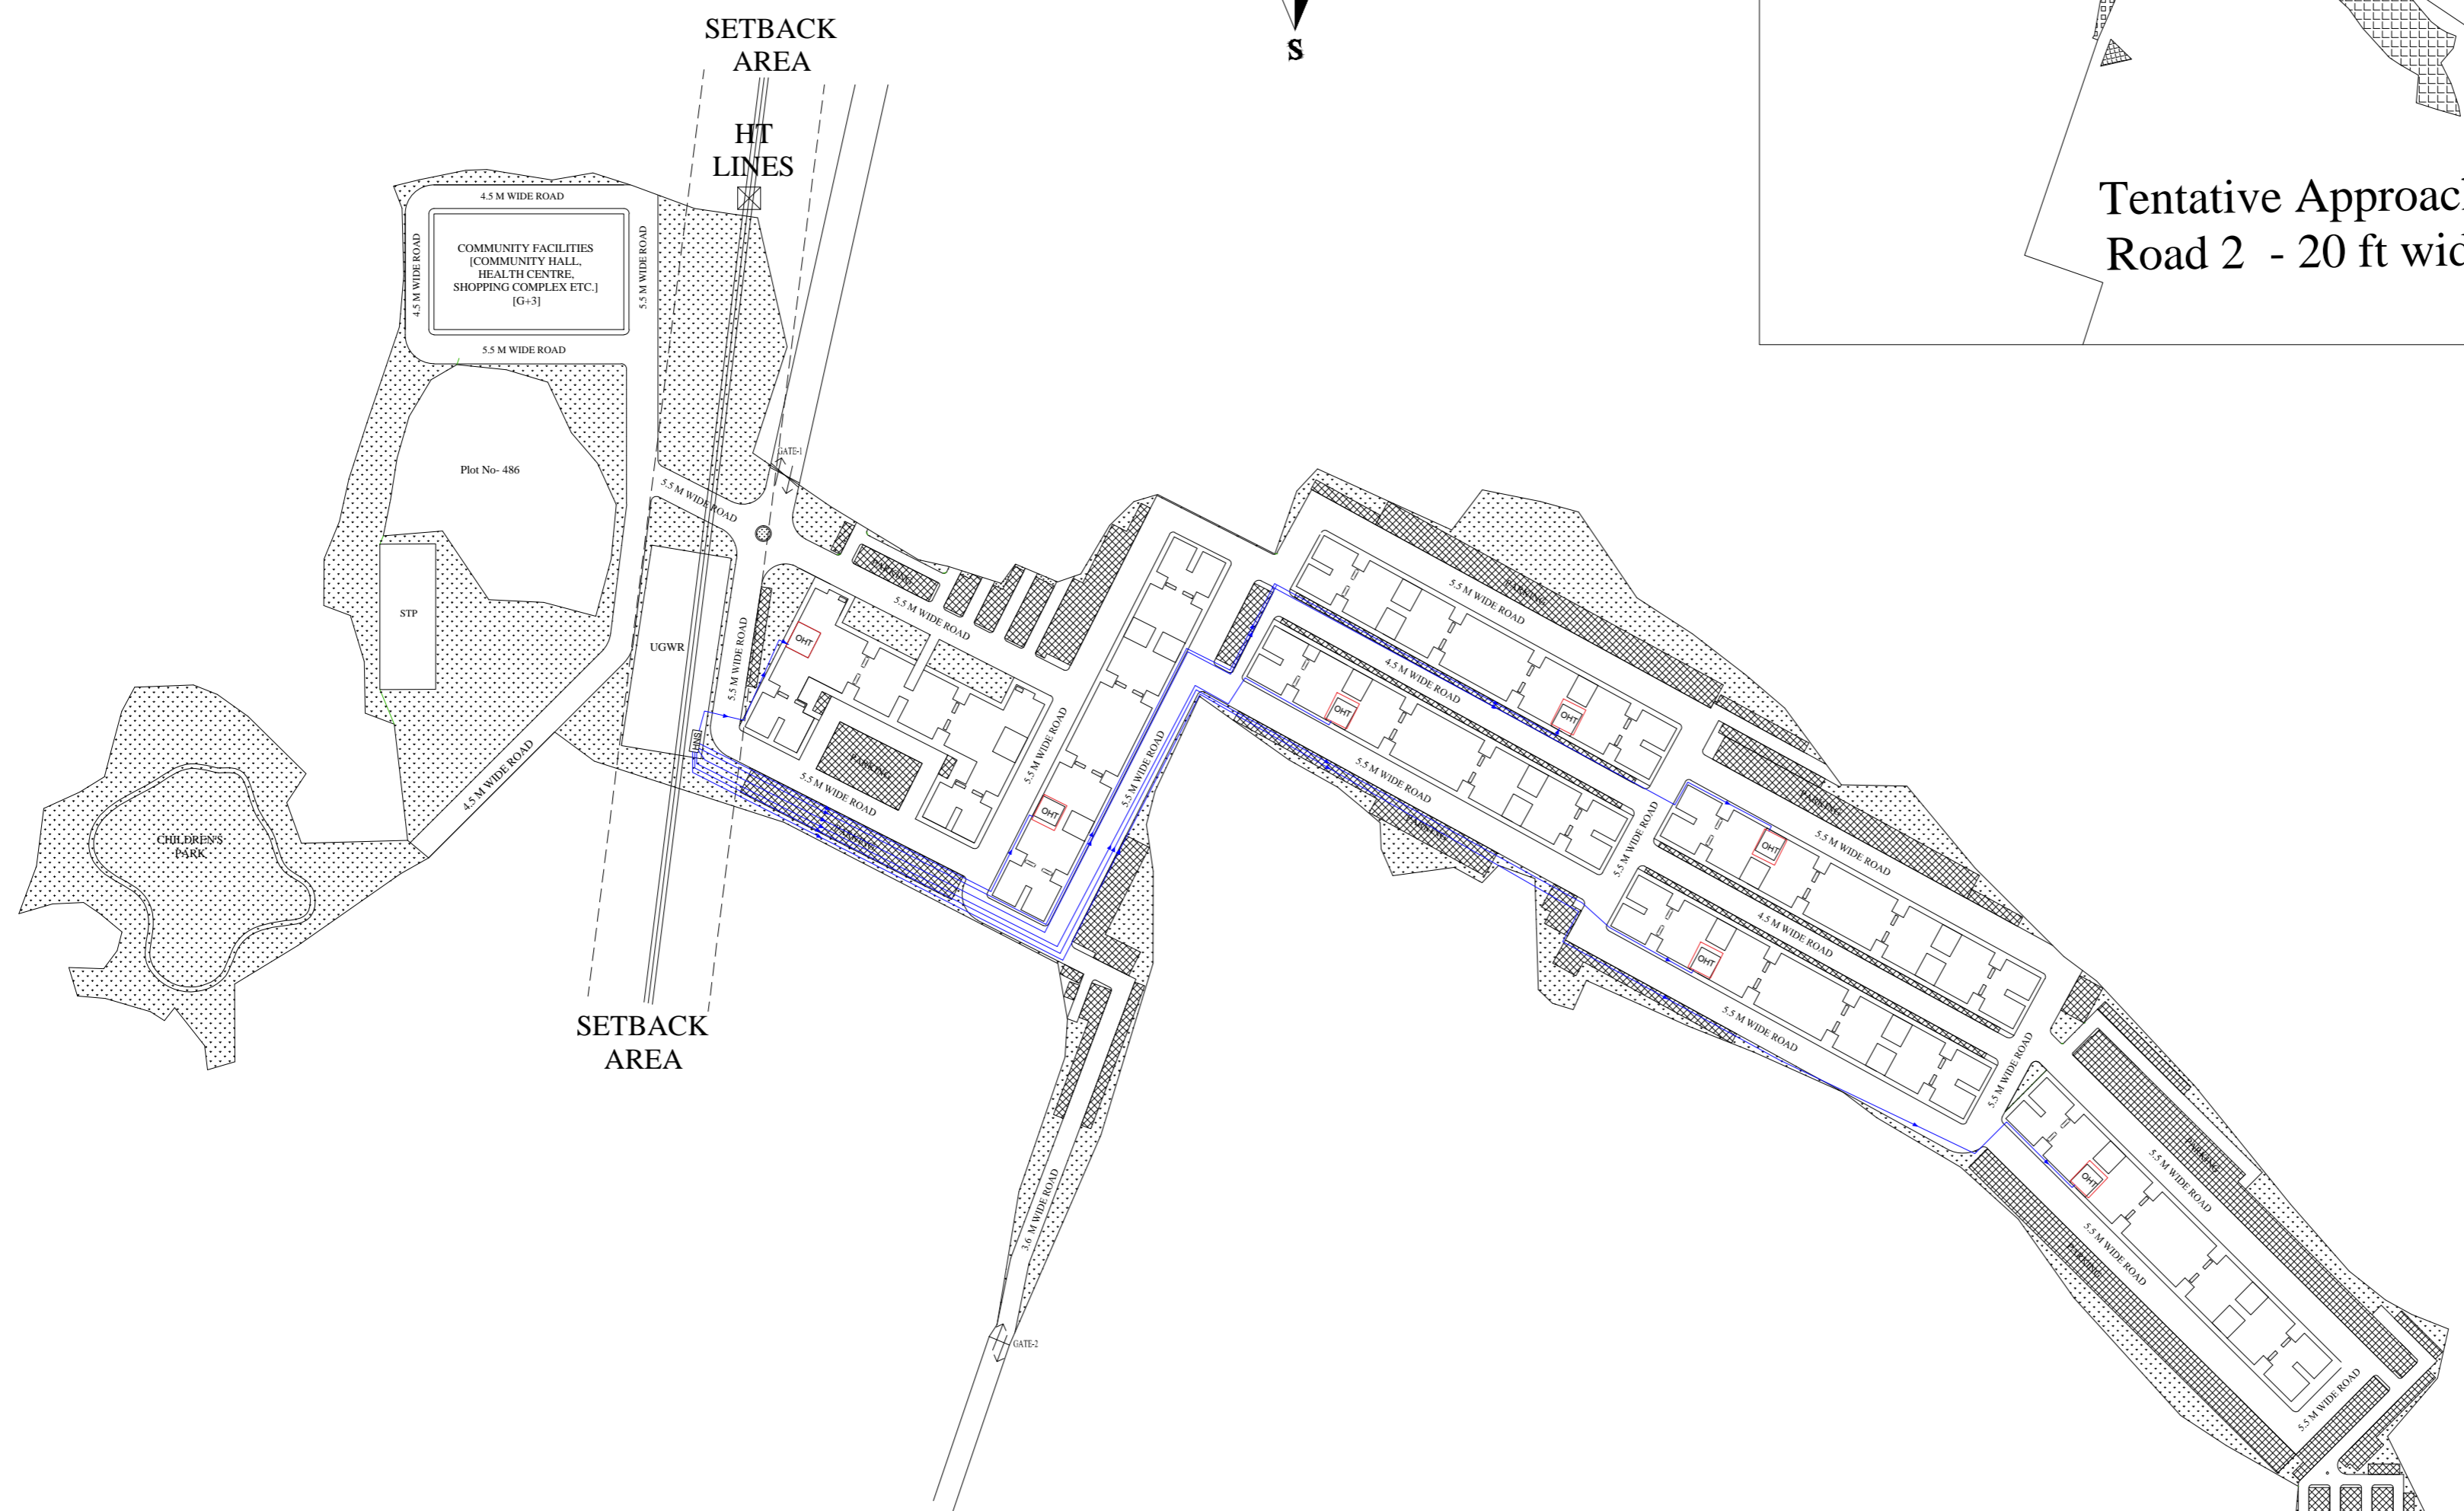 SETBACK
AREA
S
HT
LINES
Tentative Approac
Road 2 - 20 ft wid
4.5 M WIDE ROAD
4.5 M WIDE ROAD
COMMUNITY FACILITIES
[COMMUNITY HALL,
HEALTH CENTRE,
SHOPPING COMPLEX ETC.]
[G+3]
5.5 M WIDE ROAD
5.5 M WIDE ROAD
Plot No- 486
GATE-1
5.5 M WIDE ROAD
STP
UGWR
5.5 M WIDE ROAD
OHT
PARKING
5.5 M WIDE ROAD
PARKING
5.5 M WIDE ROAD
PARKING
5.5 M WIDE ROAD
OHT
5.5 M WIDE ROAD
4.5 M WIDE ROAD
CHILDREN'S
PARK
SETBACK
AREA
3.6 M WIDE ROAD
GATE-2
5.5 M WIDE ROAD
PARKING
4.5 M WIDE ROAD
OHT
OHT
5.5 M WIDE ROAD
PARKING
5.5 M WIDE ROAD
PARKING
5.5 M WIDE ROAD
OHT
4.5 M WIDE ROAD
OHT
5.5 M WIDE ROAD
5.5 M WIDE ROAD
PARKING
5.5 M WIDE ROAD
OHT
5.5 M WIDE ROAD
PARKING
5.5 M WIDE ROAD